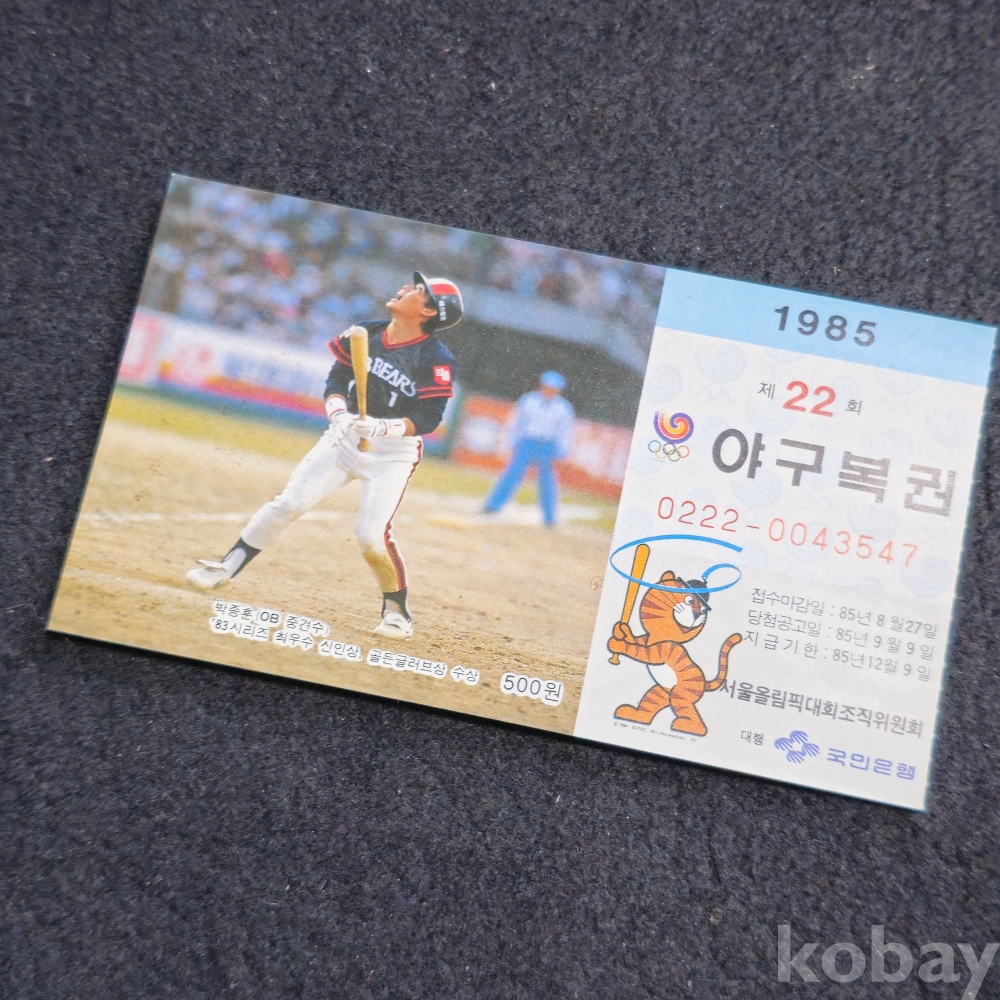 BEARS
1
박종훈 (OB 중견수)
'83시리즈 최우수 신인상, 골든글러브상 수상
500원
1985
제 22 회
야구복권
0222-0043547
접수마감일 : 85년 8월27일
당첨공고일 : 85년 9월 9일
지급기한 : 85년12월 9일
서울올림픽대회조직위원회
대행 국민은행
kobay